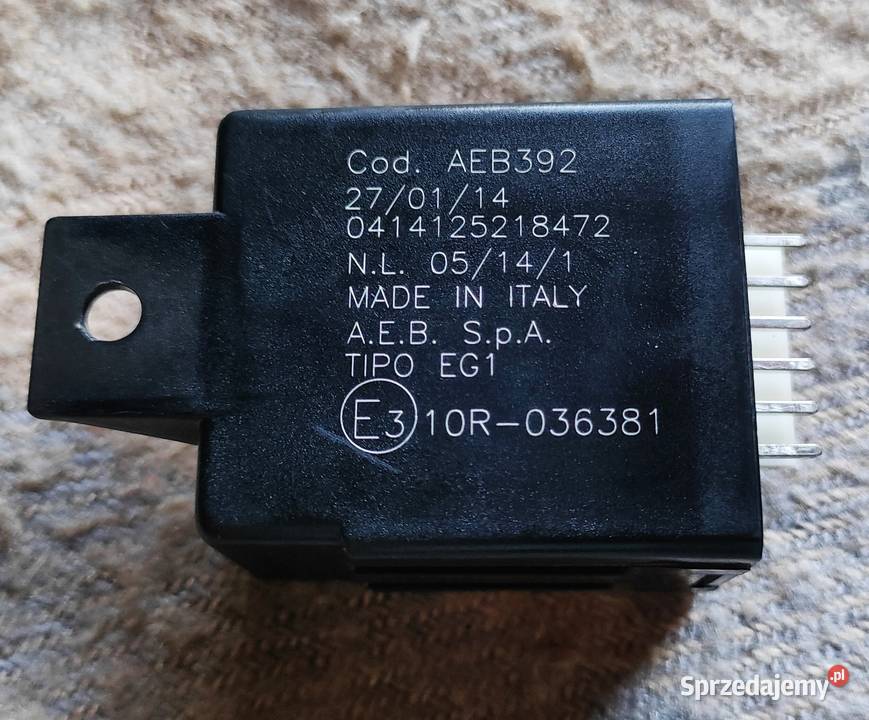 Cod. AEB392
27/01/14
0414125218472
N.L. 05/14/1
MADE IN ITALY
A.E.B. S.p.A.
TIPO EG1
E3 10R-036381
Sprzedajemy.pl